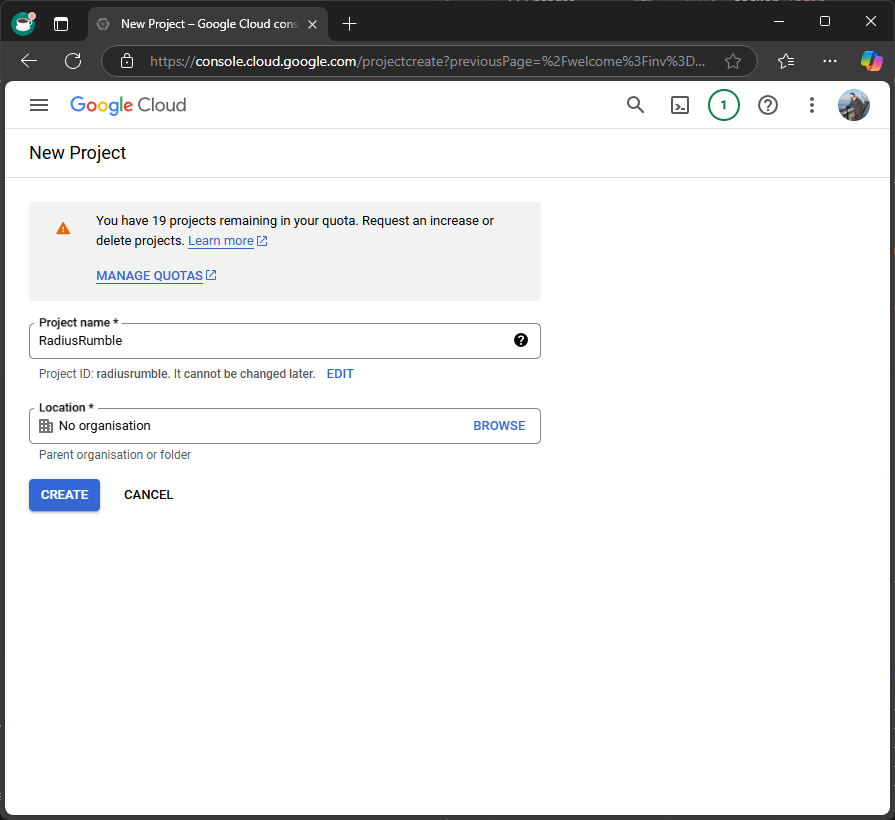 New Project – Google Cloud cons
https://console.cloud.google.com/projectcreate?previousPage=%2Fwelcome%3Finv%3D...
Google Cloud
1
New Project
You have 19 projects remaining in your quota. Request an increase or
delete projects. Learn more
MANAGE QUOTAS
Project name *
RadiusRumble
Project ID: radiusrumble. It cannot be changed later. EDIT
Location *
No organisation BROWSE
Parent organisation or folder
CREATE CANCEL